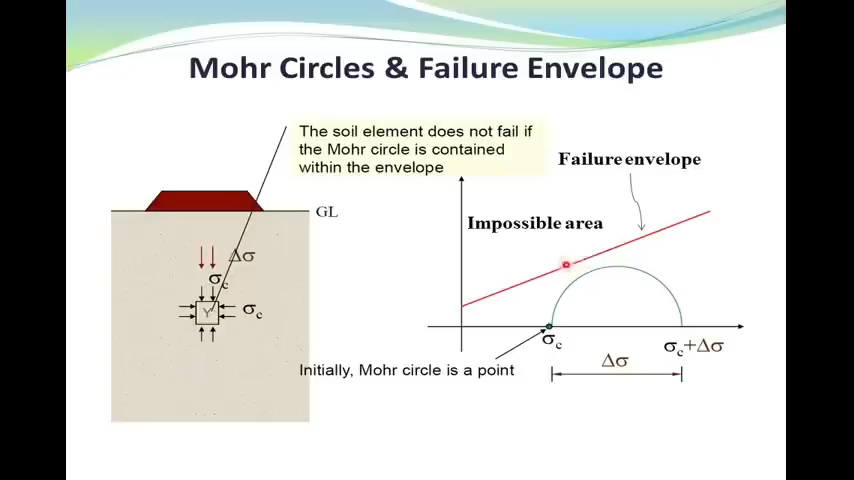 Mohr Circles & Failure Envelope
The soil element does not fail if
the Mohr circle is contained
within the envelope
Failure envelope
GL
Impossible area
Δσ
σc
σc
Y
σc
σc+Δσ
Initially, Mohr circle is a point
Δσ